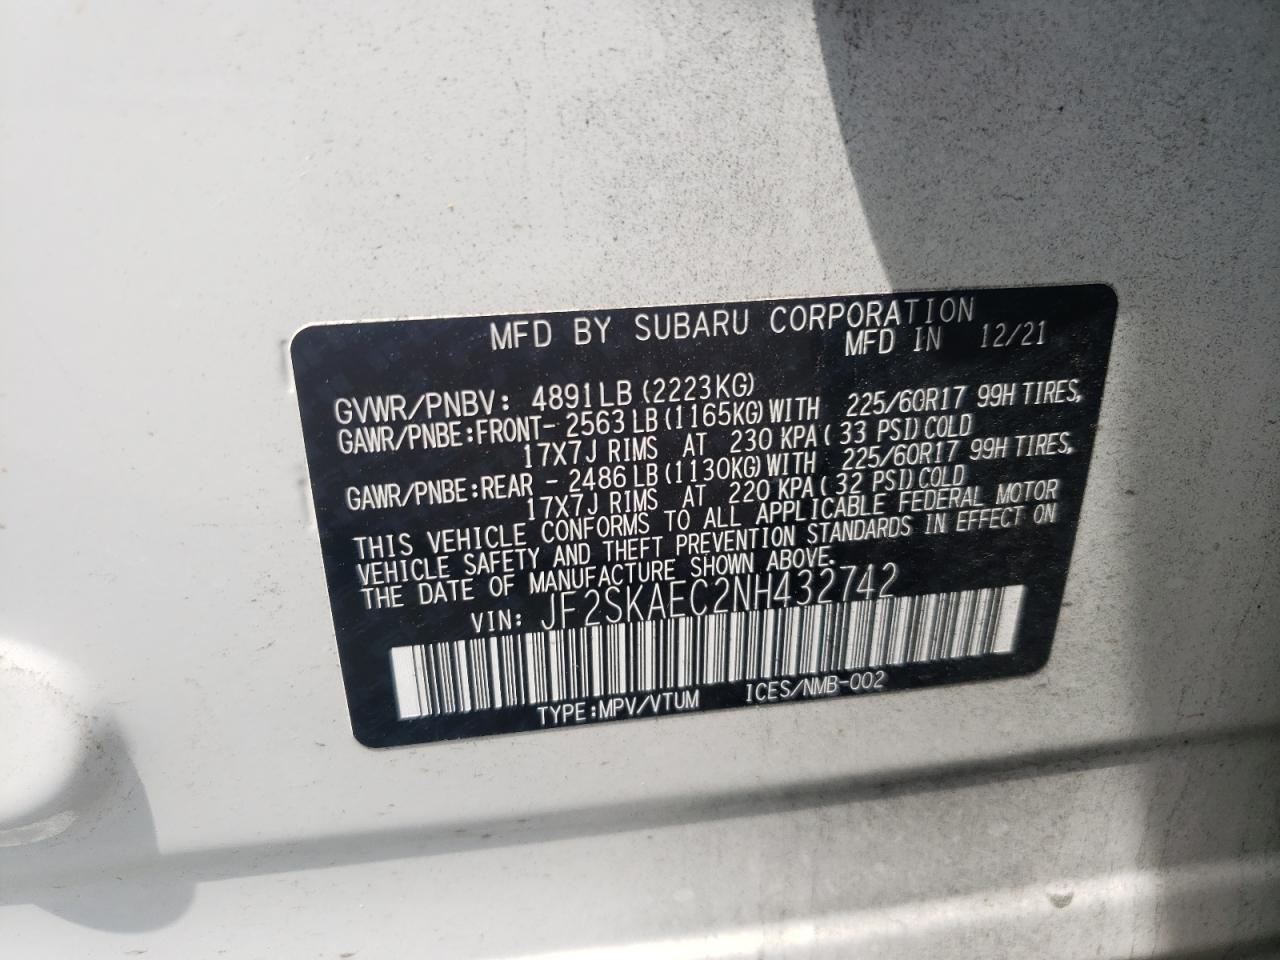 MFD BY SUBARU CORPORATION
MFD IN 12/21
GVWR/PNBV: 4891LB (2223KG)
GAWR/PNBE:FRONT- 2563 LB (1165KG) WITH 225/60R17 99H TIRES,
17X7J RIMS AT 230 KPA ( 33 PSI) COLD
GAWR/PNBE:REAR - 2486 LB (1130KG) WITH 225/60R17 99H TIRES,
17X7J RIMS AT 220 KPA ( 32 PSI) COLD
THIS VEHICLE CONFORMS TO ALL APPLICABLE FEDERAL MOTOR
VEHICLE SAFETY AND THEFT PREVENTION STANDARDS IN EFFECT ON
THE DATE OF MANUFACTURE SHOWN ABOVE.
VIN: JF2SKAEC2NH432742
TYPE:MPV/VTUM ICES/NMB-002